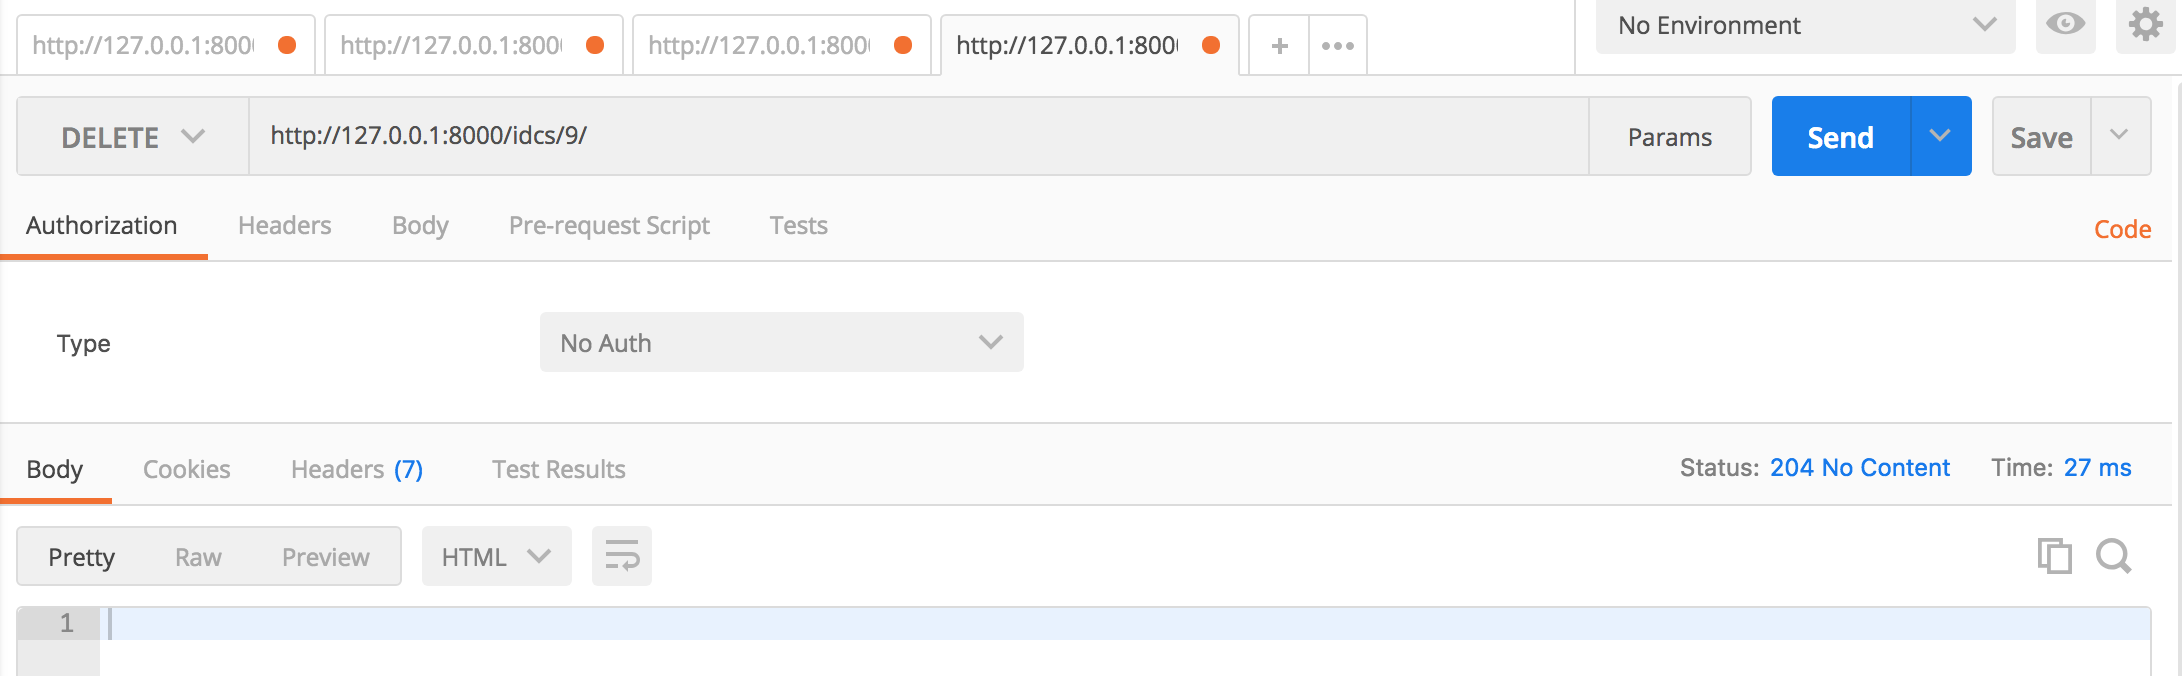 http://127.0.0.1:800 http://127.0.0.1:800 http://127.0.0.1:800 http://127.0.0.1:800 + ••• No Environment
DELETE http://127.0.0.1:8000/idcs/9/ Params Send Save
Authorization Headers Body Pre-request Script Tests Code
Type No Auth
Body Cookies Headers (7) Test Results Status: 204 No Content Time: 27 ms
Pretty Raw Preview HTML
1